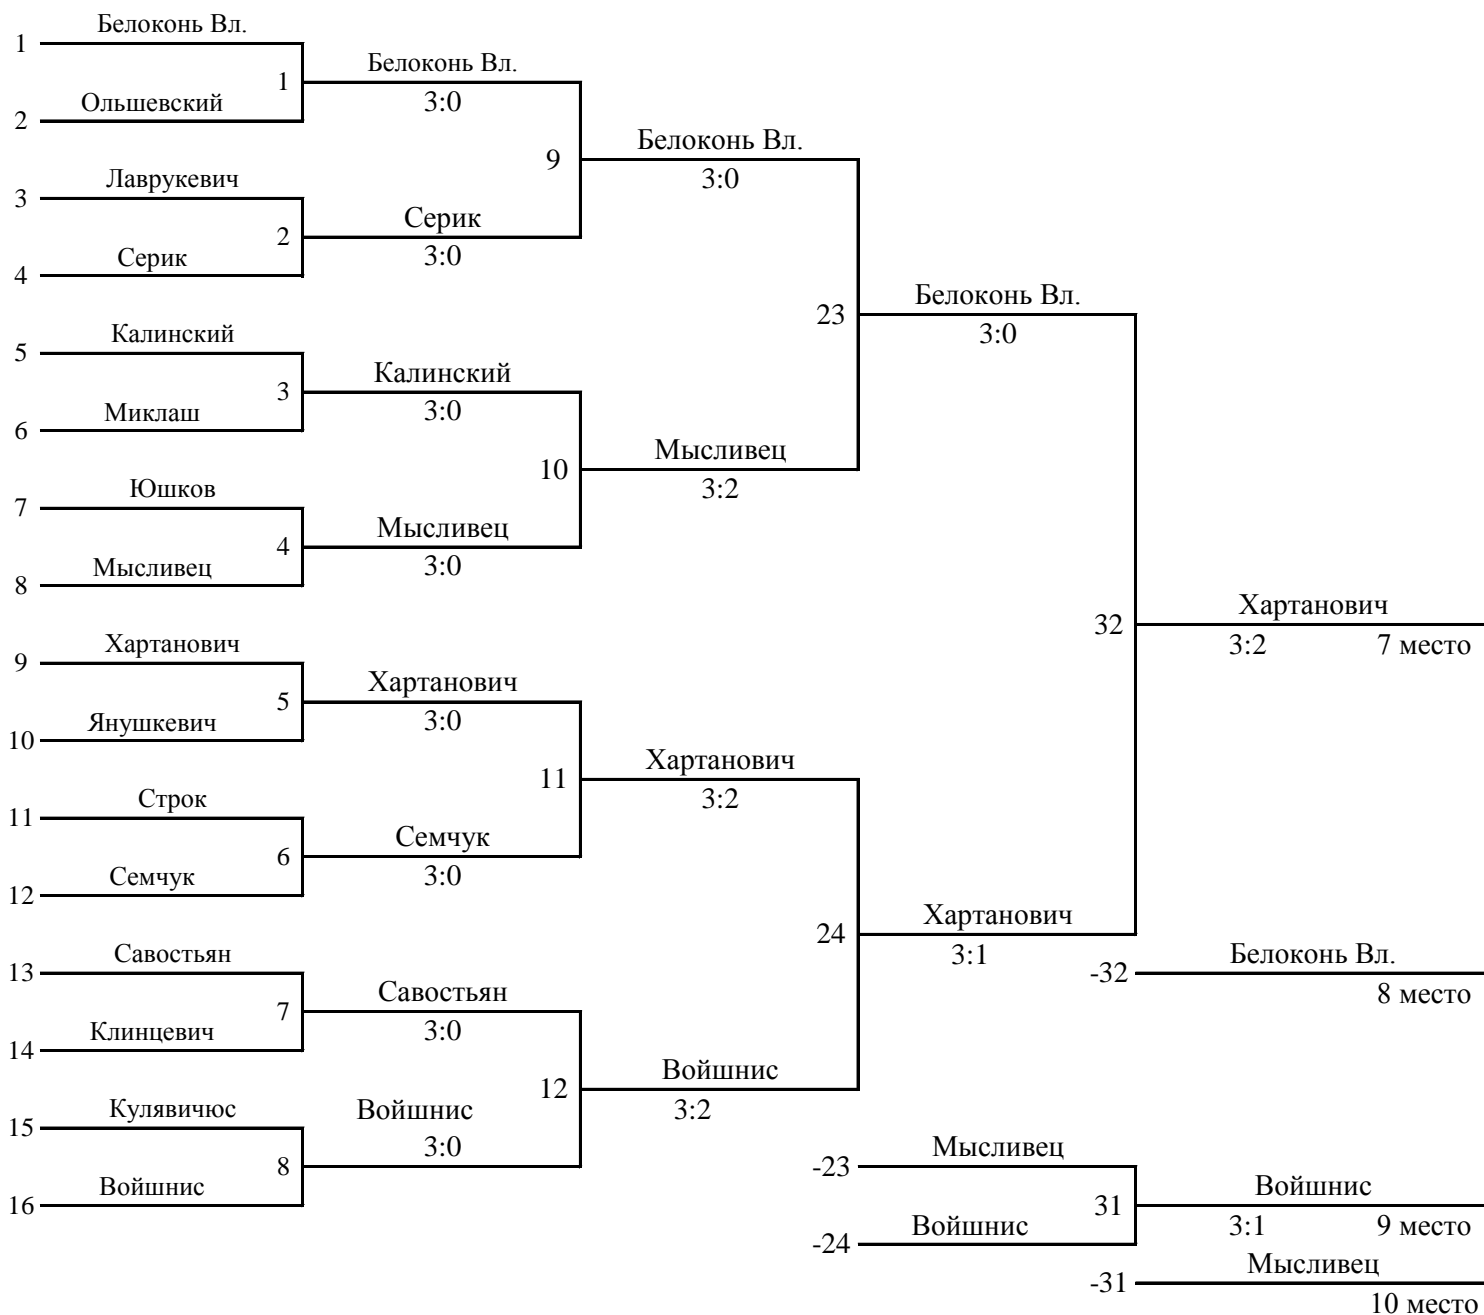 Белоконь Вл.
1
1
Белоконь Вл.
3:0
Ольшевский
2
9
Белоконь Вл.
3:0
Лаврукевич
3
2
Серик
3:0
Серик
4
23
Белоконь Вл.
3:0
Калинский
5
3
Калинский
3:0
Миклаш
6
10
Мысливец
3:2
Юшков
7
4
Мысливец
3:0
Мысливец
8
32
Хартанович
3:2 7 место
Хартанович
9
5
Хартанович
3:0
Янушкевич
10
11
Хартанович
3:2
Строк
11
6
Семчук
3:0
Семчук
12
24
Хартанович
3:1
-32
Белоконь Вл.
8 место
Савостьян
13
7
Савостьян
3:0
Клинцевич
14
12
Войшнис
3:2
Кулявичюс
15
8
Войшнис
3:0
Войшнис
16
Мысливец
-23
31
Войшнис
3:1 9 место
Войшнис
-24
-31
Мысливец
10 место